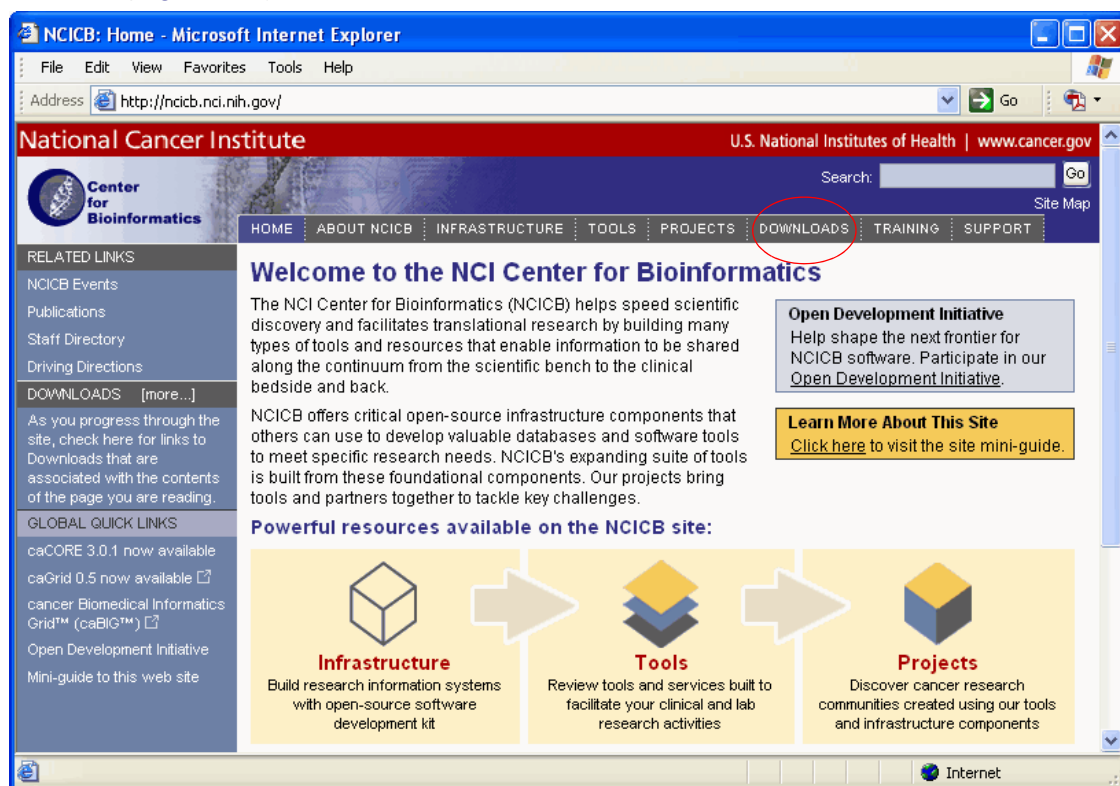 NCICB: Home - Microsoft Internet Explorer
File Edit View Favorites Tools Help
Address http://ncicb.nci.nih.gov/ Go
National Cancer Institute
U.S. National Institutes of Health | www.cancer.gov
Center
for
Bioinformatics
Search: Go
Site Map
HOME ABOUT NCICB INFRASTRUCTURE TOOLS PROJECTS DOWNLOADS TRAINING SUPPORT
RELATED LINKS
NCICB Events
Publications
Staff Directory
Driving Directions
DOWNLOADS [more...]
As you progress through the
site, check here for links to
Downloads that are
associated with the contents
of the page you are reading.
GLOBAL QUICK LINKS
caCORE 3.0.1 now available
caGrid 0.5 now available
cancer Biomedical Informatics
Grid™ (caBIG™)
Open Development Initiative
Mini-guide to this web site
Welcome to the NCI Center for Bioinformatics
The NCI Center for Bioinformatics (NCICB) helps speed scientific
discovery and facilitates translational research by building many
types of tools and resources that enable information to be shared
along the continuum from the scientific bench to the clinical
bedside and back.
NCICB offers critical open-source infrastructure components that
others can use to develop valuable databases and software tools
to meet specific research needs. NCICB's expanding suite of tools
is built from these foundational components. Our projects bring
tools and partners together to tackle key challenges.
Open Development Initiative
Help shape the next frontier for
NCICB software. Participate in our
Open Development Initiative.
Learn More About This Site
Click here to visit the site mini-guide.
Powerful resources available on the NCICB site:
Infrastructure
Build research information systems
with open-source software
development kit
Tools
Review tools and services built to
facilitate your clinical and lab
research activities
Projects
Discover cancer research
communities created using our tools
and infrastructure components
Internet